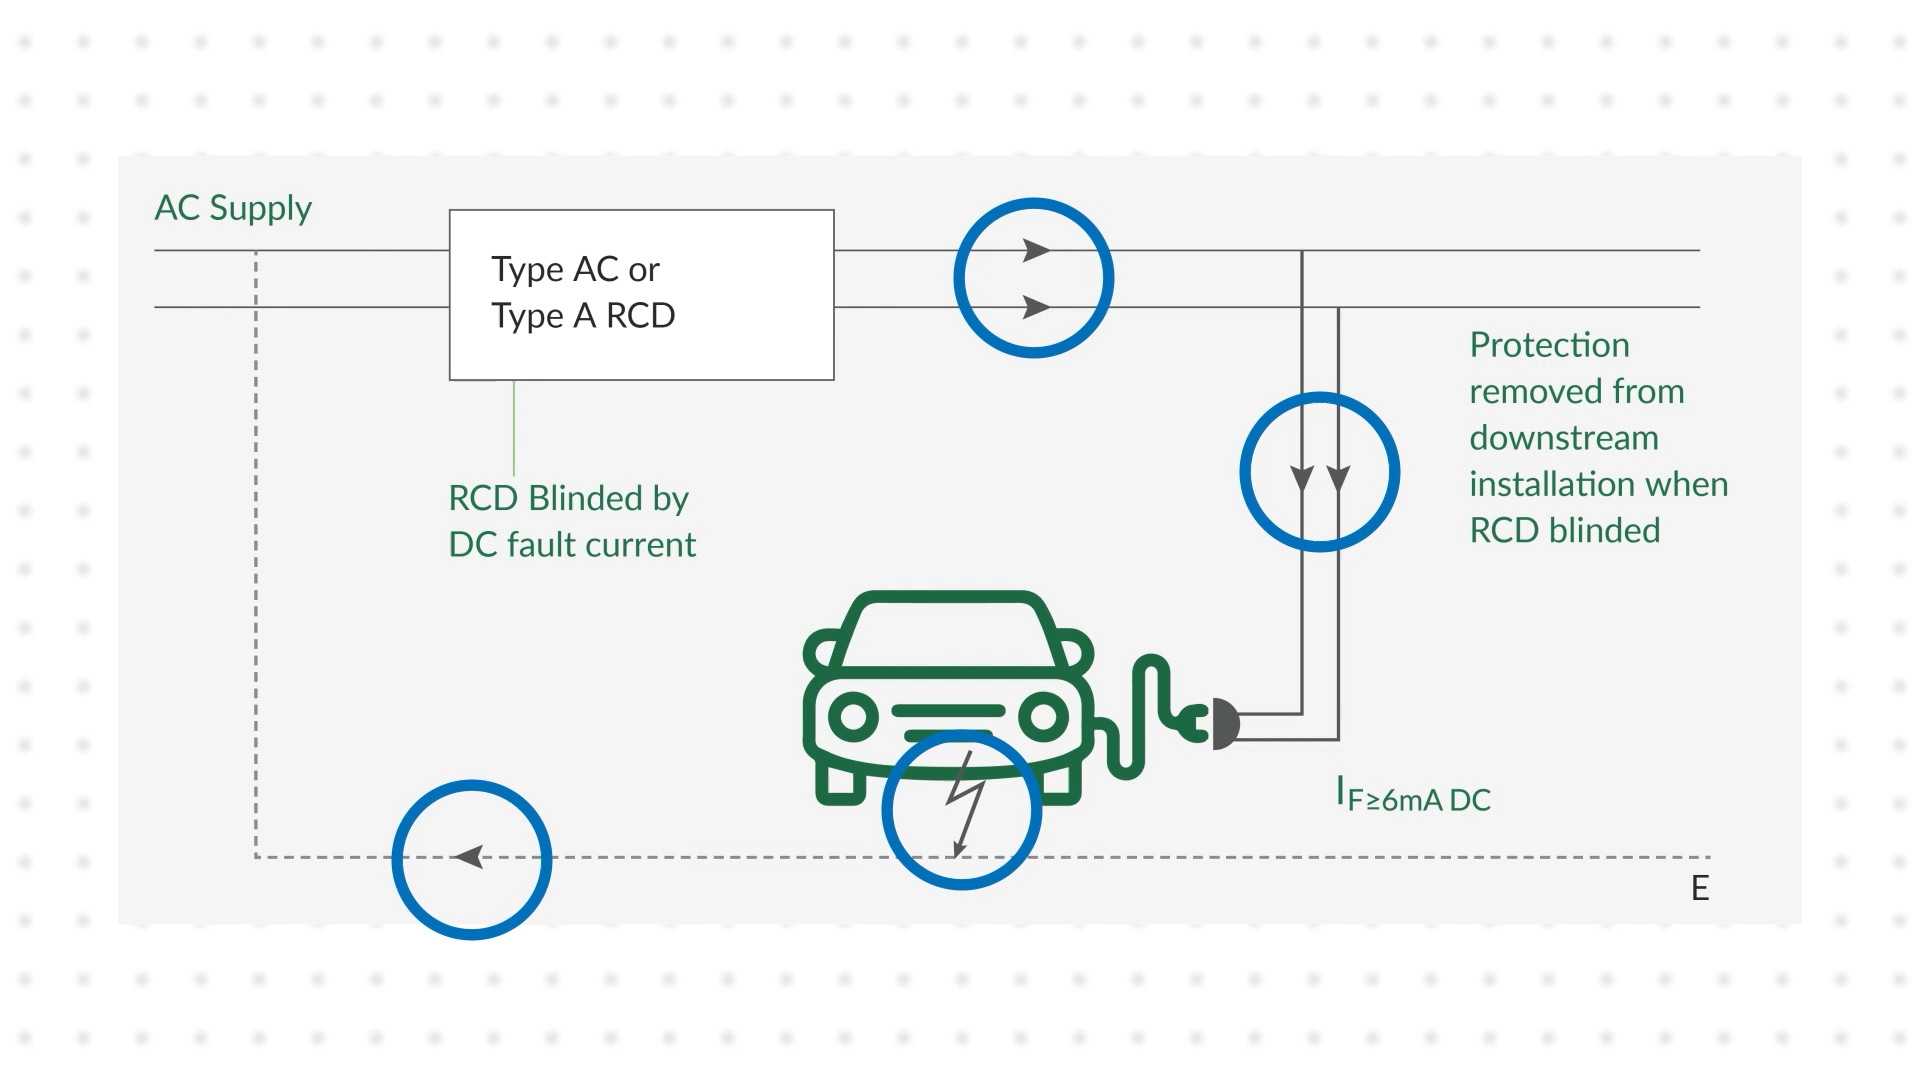 AC Supply
Type AC or
Type A RCD
RCD Blinded by
DC fault current
Protection
removed from
downstream
installation when
RCD blinded
IF≥6mA DC
E